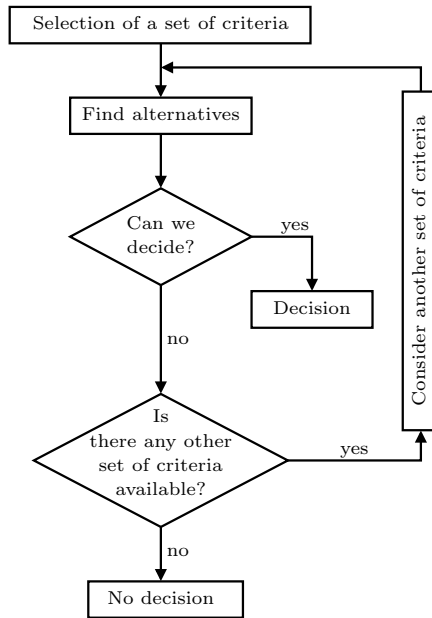 Selection of a set of criteria
Find alternatives
Can we
decide?
yes
Decision
Consider another set of criteria
no
Is
there any other
set of criteria
available?
yes
no
No decision